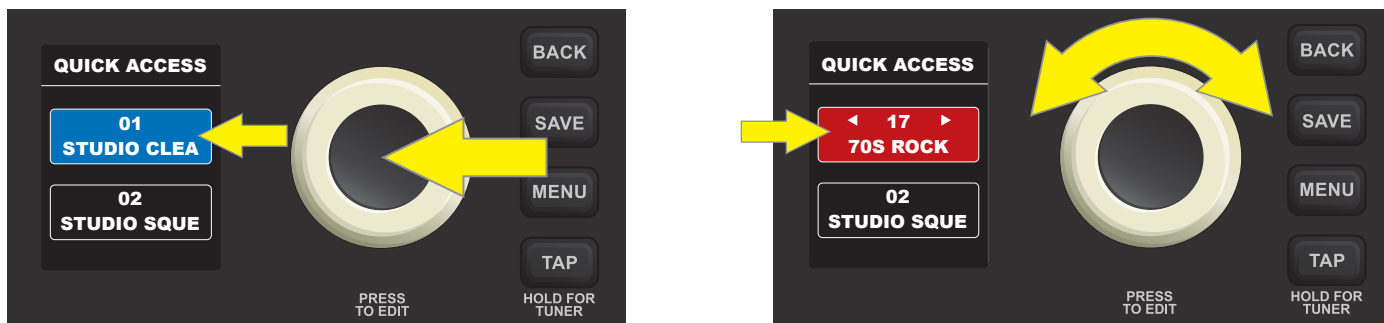 QUICK ACCESS
01
STUDIO CLEA
02
STUDIO SQUE
BACK
SAVE
MENU
TAP
PRESS
TO EDIT
HOLD FOR
TUNER
QUICK ACCESS
◄ 17 ►
70S ROCK
02
STUDIO SQUE
BACK
SAVE
MENU
TAP
PRESS
TO EDIT
HOLD FOR
TUNER